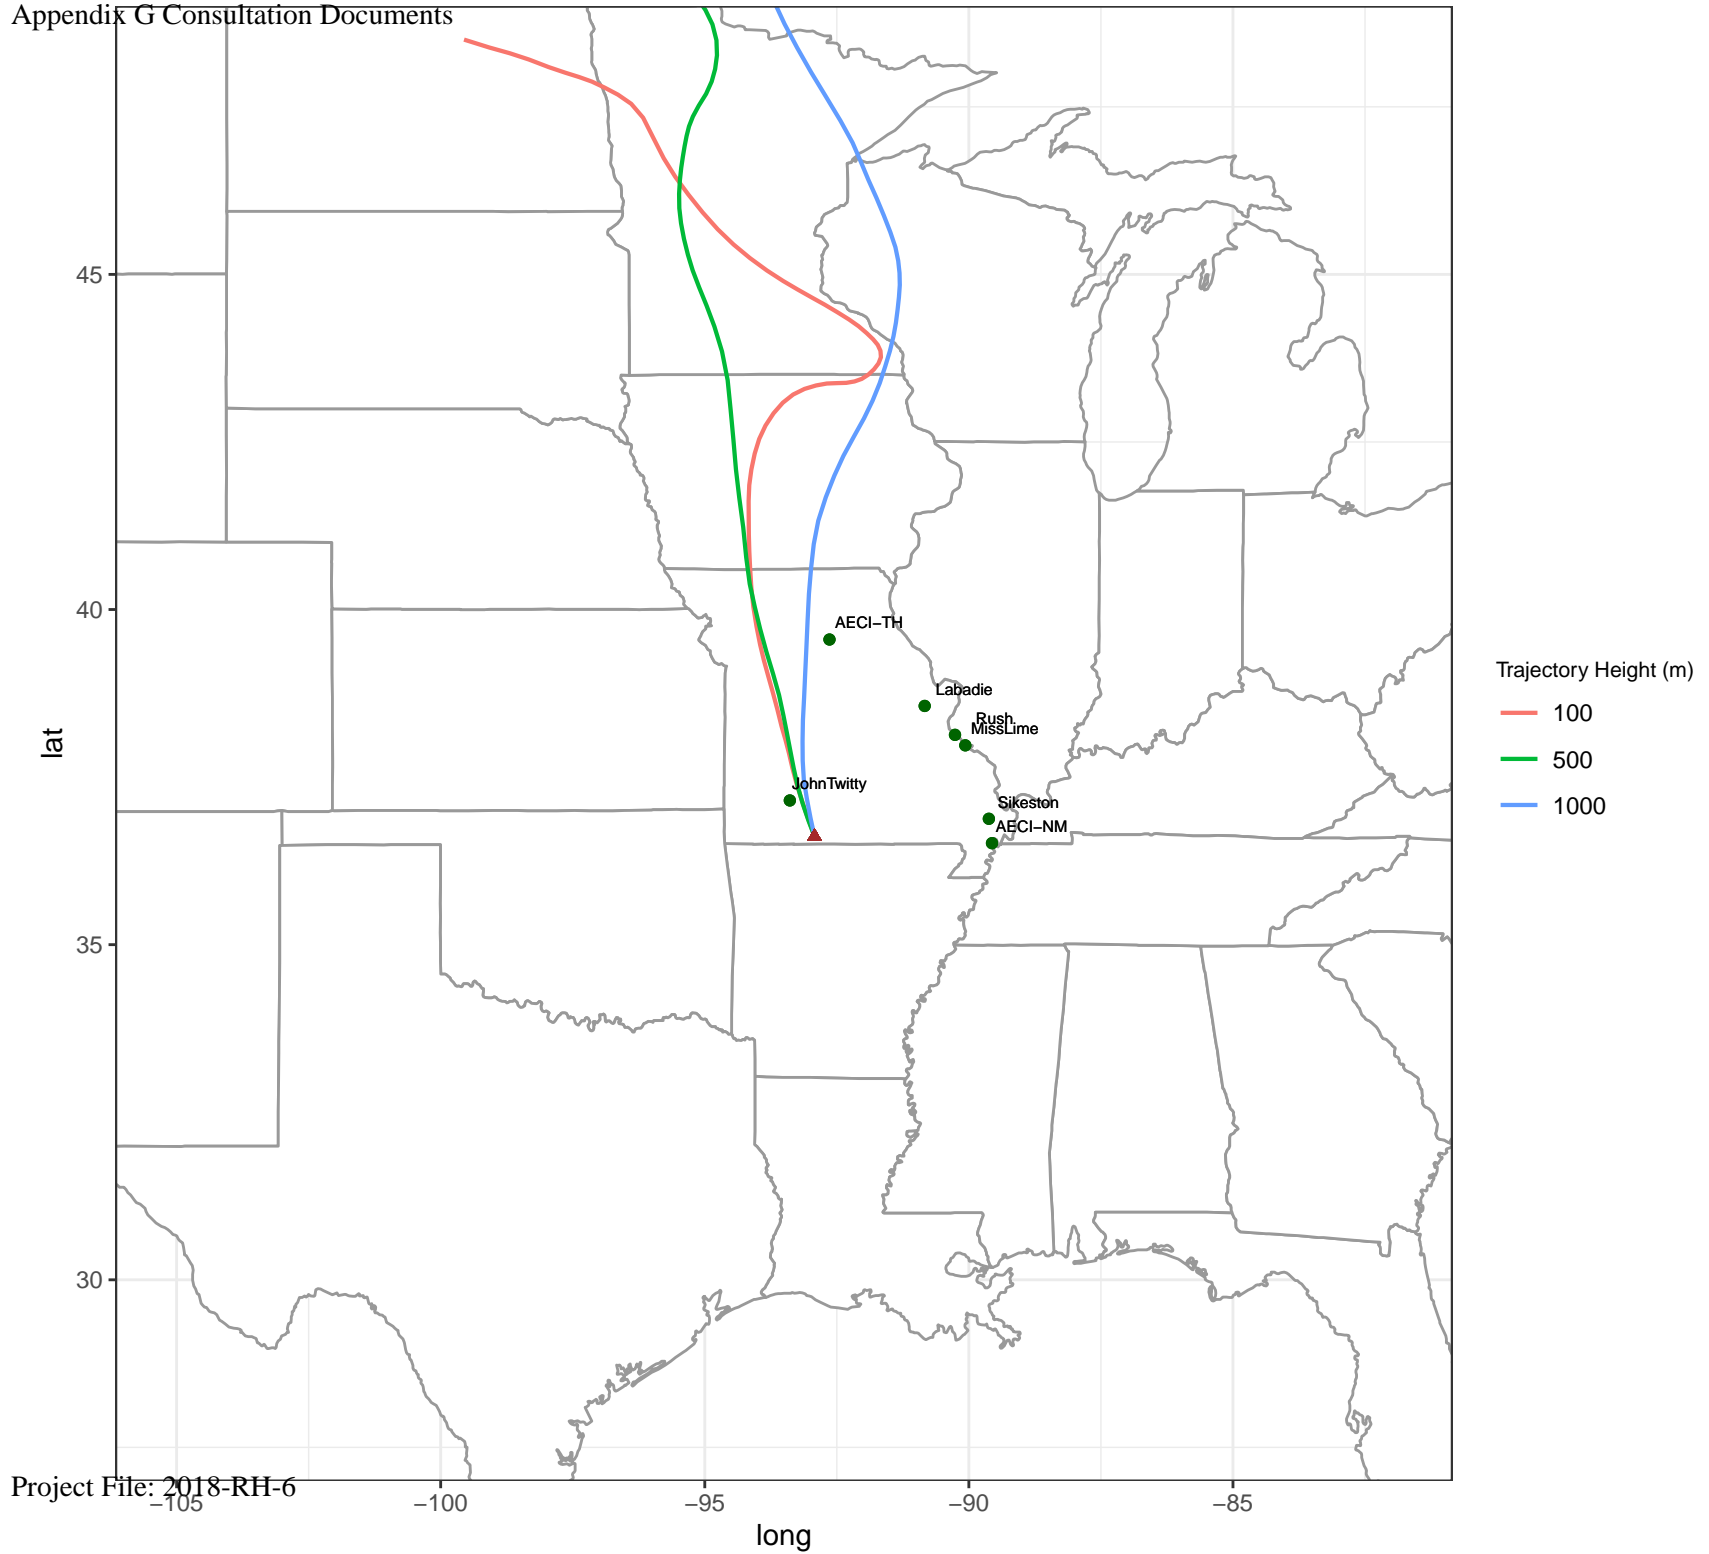 Appendix G Consultation Documents
45
40
35
30
lat
AECI−TH
Labadie
Rush
MissLime
JohnTwitty
Sikeston
AECI−NM
Trajectory Height (m)
100
500
1000
Project File: 2018-RH-6
−105
−100
−95
−90
−85
long